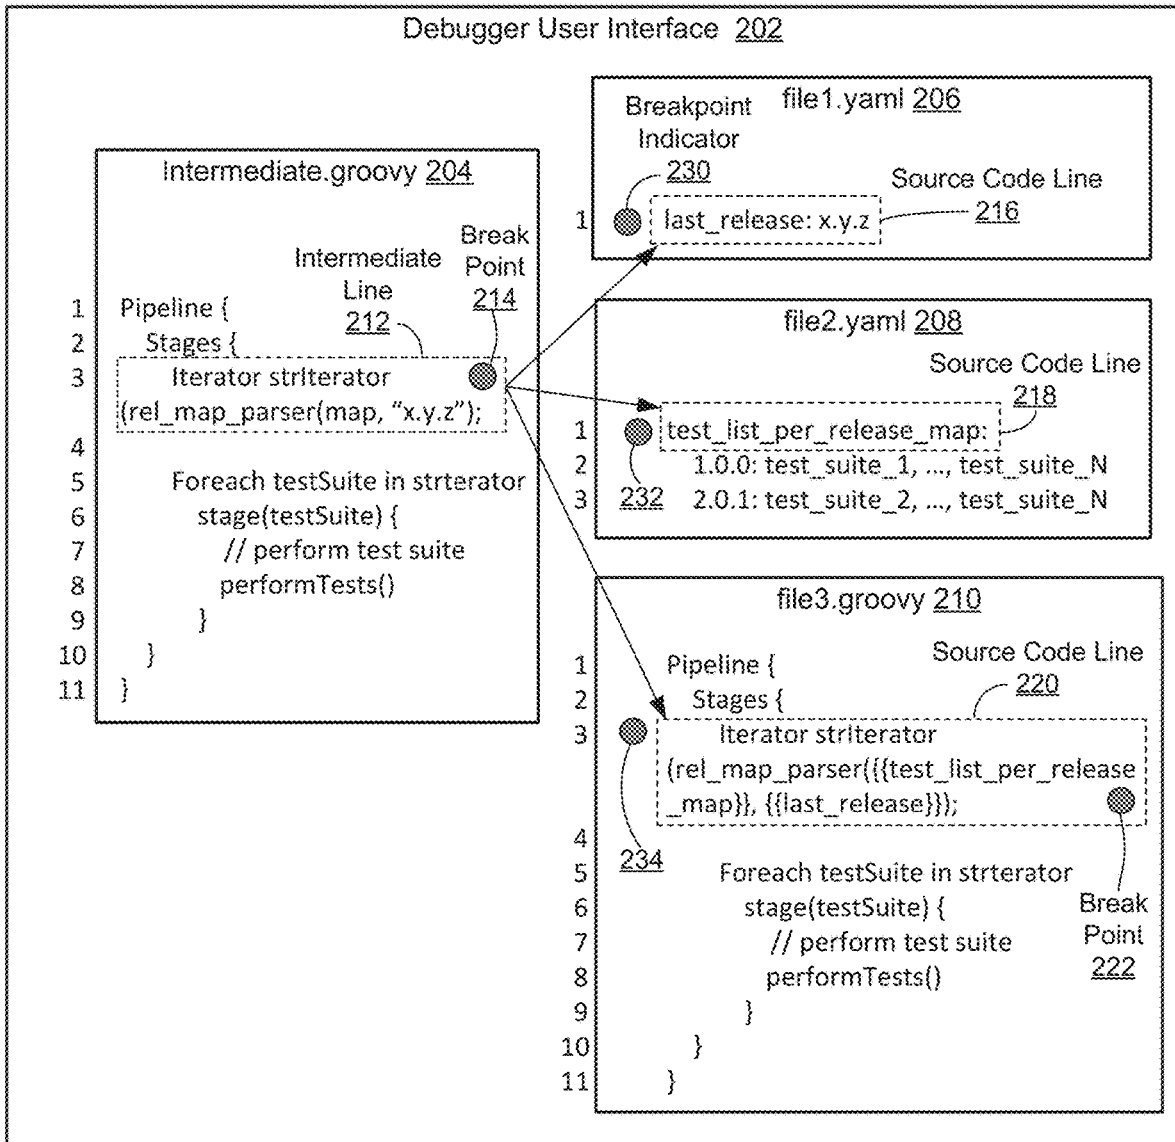 Debugger User Interface 202
Intermediate.groovy 204
Intermediate
Line
212
Break
Point
214
1 Pipeline {
2 Stages {
3 Iterator strIterator
(rel_map_parser(map, “x.y.z”);
4
5 Foreach testSuite in strterator
6 stage(testSuite) {
7 // perform test suite
8 performTests()
9 }
10 }
11 }
file1.yaml 206
Breakpoint
Indicator
230
Source Code Line
216
1 last_release: x.y.z
file2.yaml 208
Source Code Line
218
1 test_list_per_release_map:
2 1.0.0: test_suite_1, ..., test_suite_N
3 2.0.1: test_suite_2, ..., test_suite_N
232
file3.groovy 210
Source Code Line
220
1 Pipeline {
2 Stages {
3 Iterator strIterator
(rel_map_parser({{test_list_per_release
_map}}, {{last_release}});
4
234
5 Foreach testSuite in strterator
6 stage(testSuite) {
7 // perform test suite
8 performTests()
9 }
10 }
11 }
Break
Point
222